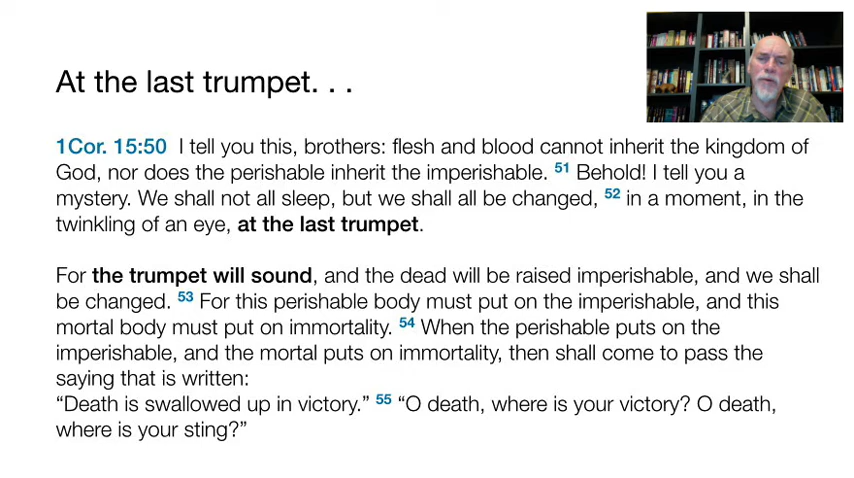 At the last trumpet. . .
1Cor. 15:50 I tell you this, brothers: flesh and blood cannot inherit the kingdom of
God, nor does the perishable inherit the imperishable. 51 Behold! I tell you a
mystery. We shall not all sleep, but we shall all be changed, 52 in a moment, in the
twinkling of an eye, at the last trumpet.
For the trumpet will sound, and the dead will be raised imperishable, and we shall
be changed. 53 For this perishable body must put on the imperishable, and this
mortal body must put on immortality. 54 When the perishable puts on the
imperishable, and the mortal puts on immortality, then shall come to pass the
saying that is written:
“Death is swallowed up in victory.” 55 “O death, where is your victory? O death,
where is your sting?”